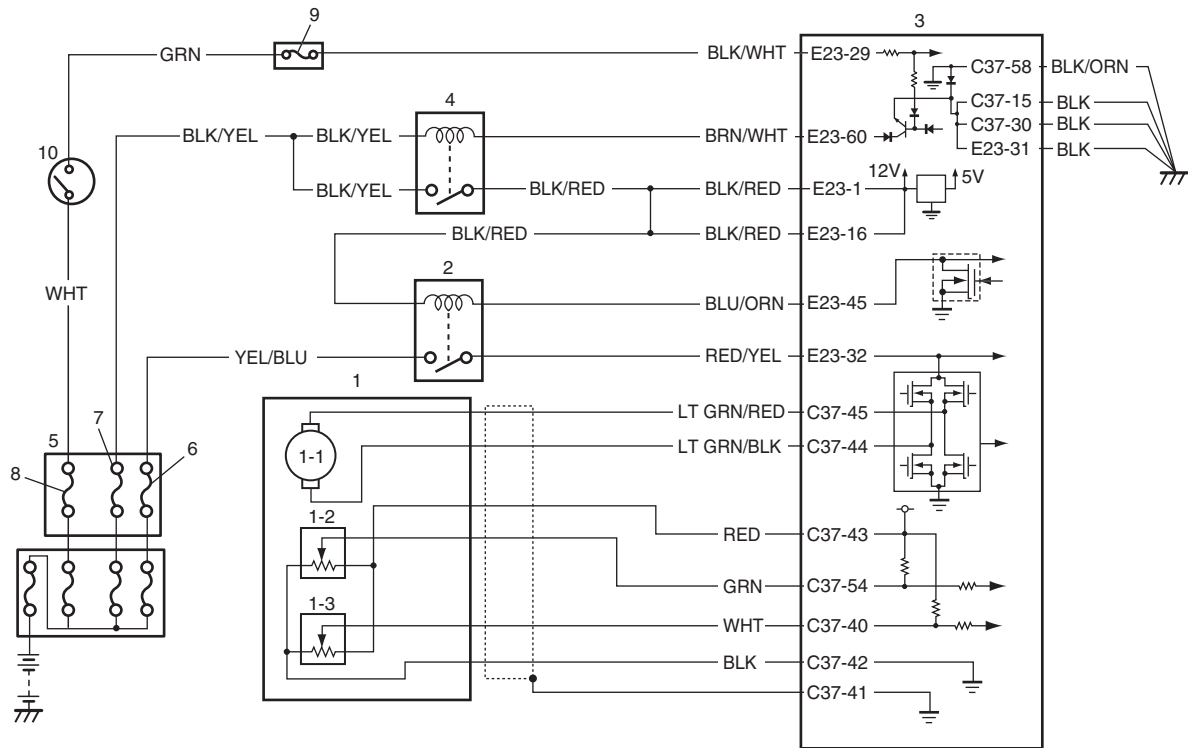 9
3
GRN
BLK/WHT
E23-29
C37-58
BLK/ORN
4
C37-15
BLK
BLK/YEL
BLK/YEL
BRN/WHT
E23-60
C37-30
BLK
10
E23-31
BLK
12V
5V
BLK/YEL
BLK/RED
BLK/RED
E23-1
BLK/RED
BLK/RED
E23-16
2
WHT
BLU/ORN
E23-45
YEL/BLU
RED/YEL
E23-32
1
LT GRN/RED
C37-45
7
5
6
LT GRN/BLK
C37-44
8
1-1
1-2
RED
C37-43
GRN
C37-54
1-3
WHT
C37-40
BLK
C37-42
C37-41